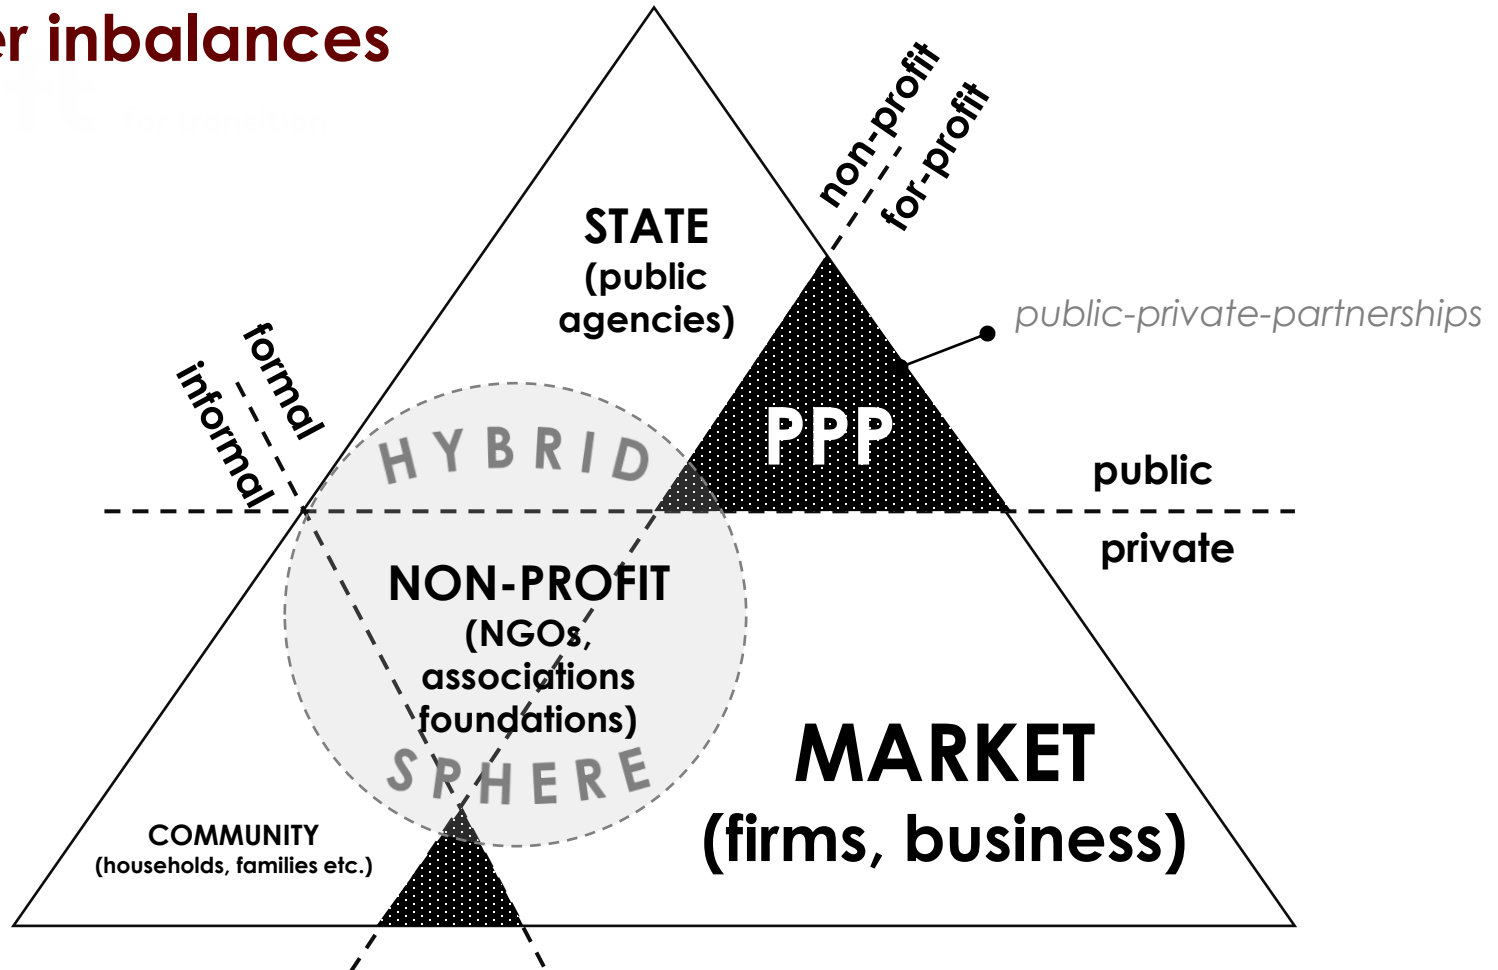 inbalances
non-profit
for-profit
STATE
(public
agencies)
public-private-partnerships
formal
informal
PPP
HYBRID
public
private
NON-PROFIT
(NGOs,
associations
foundations)
SPHERE
MARKET
(firms, business)
COMMUNITY
(households, families etc.)